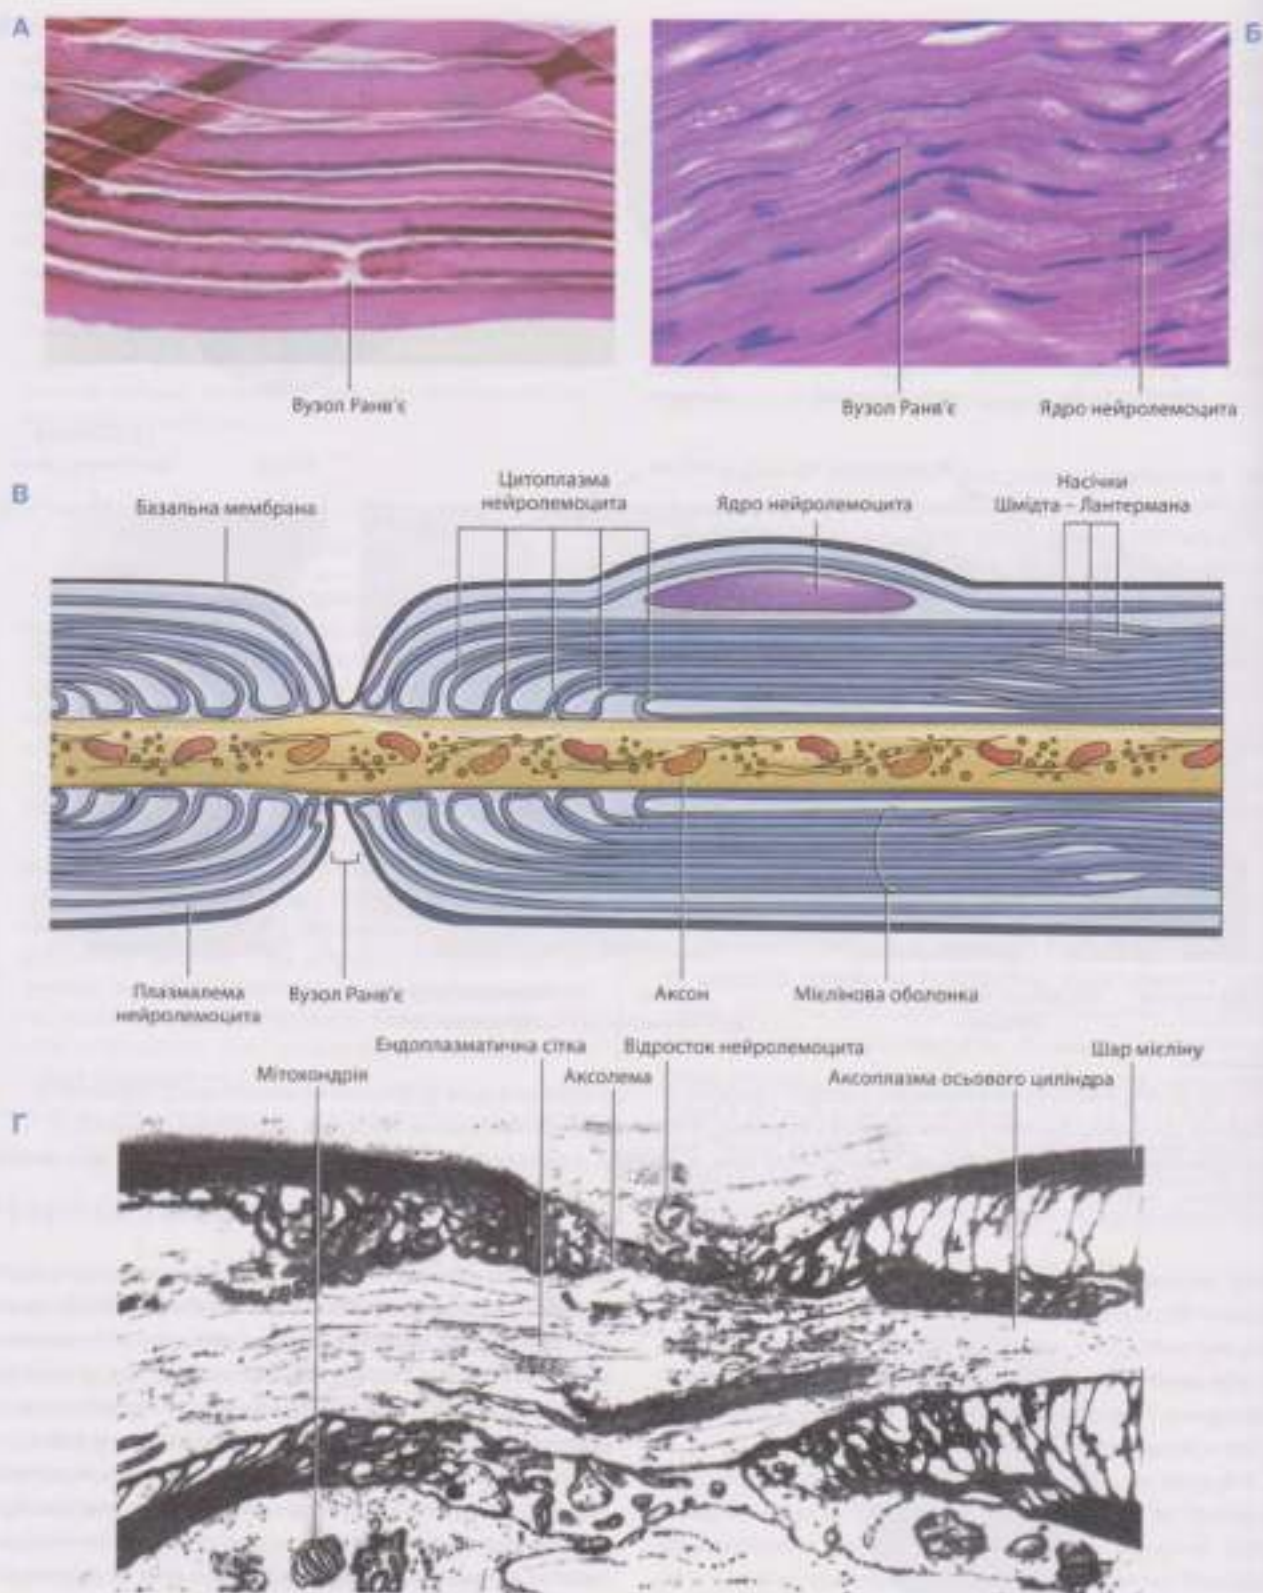 А
Б
Вузол Ранв'є
Вузол Ранв'є
Ядро нейролемоцита
В
Базальна мембрана
Цитоплазма
нейролемоцита
Ядро нейролемоцита
Насічки
Шмідта – Лантермана
Плазмалема
нейролемоцита
Вузол Ранв'є
Аксон
Мієлінова оболонка
Г
Мітохондрія
Ендоплазматична сітка
Аксолема
Відросток нейролемоцита
Аксоплазма осьового циліндра
Шар мієліну